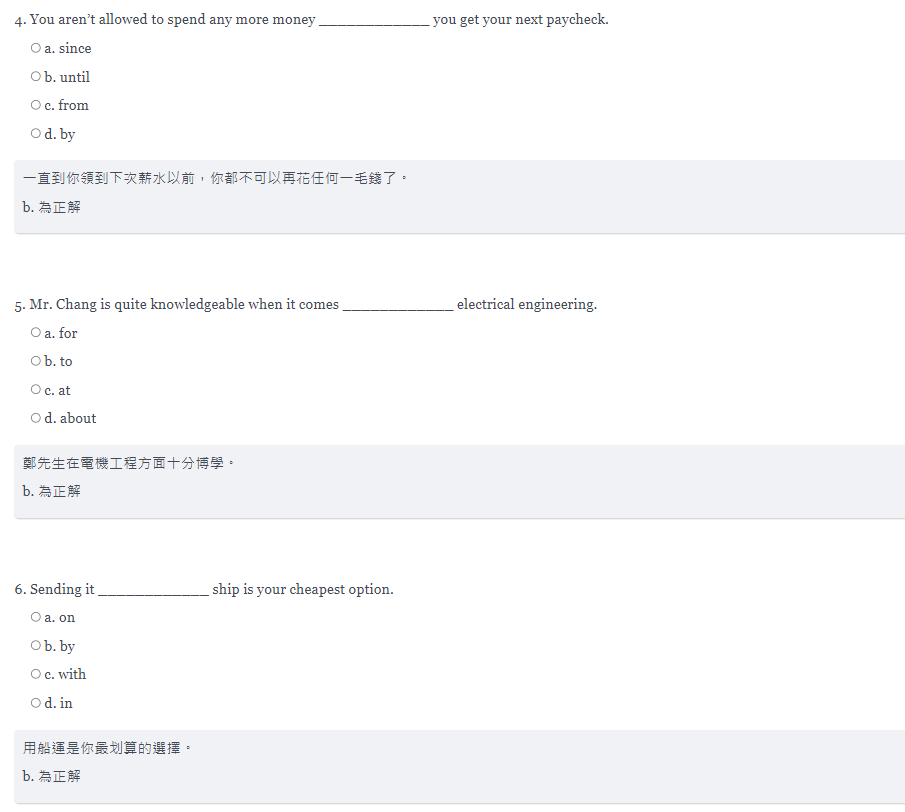 4. You aren’t allowed to spend any more money _____________ you get your next paycheck.
a. since
b. until
c. from
d. by
一直到你領到下次薪水以前，你都不可以再花任何一毛錢了。
b. 為正解
5. Mr. Chang is quite knowledgeable when it comes _____________ electrical engineering.
a. for
b. to
c. at
d. about
鄭先生在電機工程方面十分博學。
b. 為正解
6. Sending it _____________ ship is your cheapest option.
a. on
b. by
c. with
d. in
用船運是你最划算的選擇。
b. 為正解